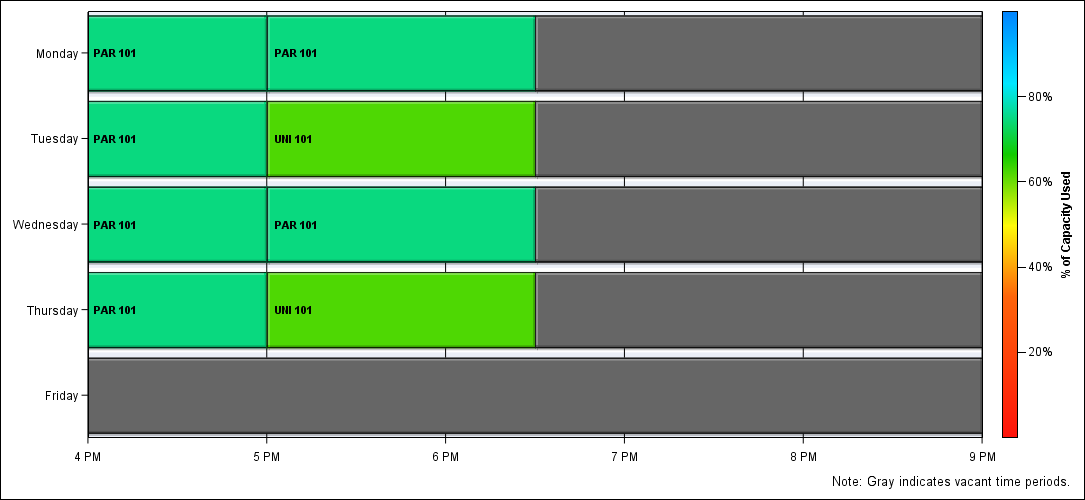 Monday
PAR 101
PAR 101
Tuesday
PAR 101
UNI 101
Wednesday
PAR 101
PAR 101
Thursday
PAR 101
UNI 101
Friday
4 PM
5 PM
6 PM
7 PM
8 PM
9 PM
80%
60%
40%
20%
% of Capacity Used
Note: Gray indicates vacant time periods.